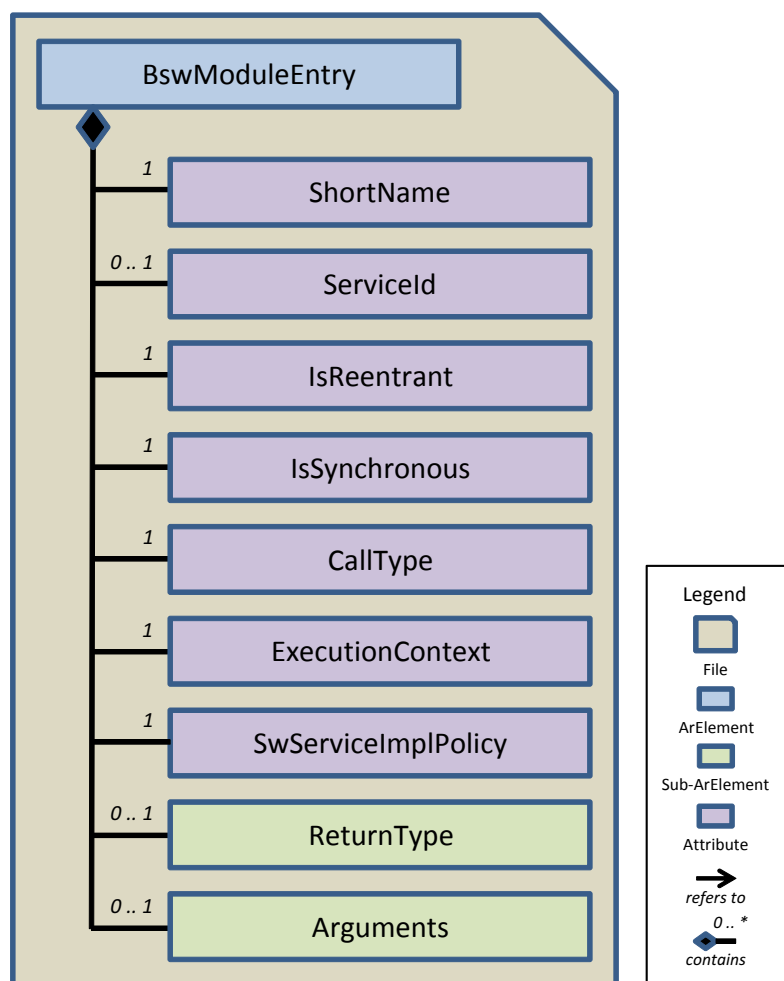 BswModuleEntry
1
ShortName
0 .. 1
ServiceId
1
IsReentrant
1
IsSynchronous
1
CallType
1
ExecutionContext
1
SwServiceImplPolicy
0 .. 1
ReturnType
0 .. 1
Arguments
Legend
File
ArElement
Sub-ArElement
Attribute
refers to
0 .. *
contains